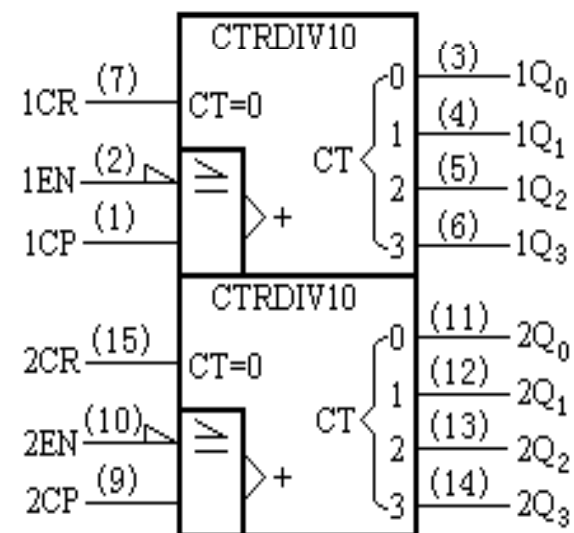 CTRDIV10
1CR (7) CT=0 0 (3) 1Q0
1 (4) 1Q1
1EN (2) ≥ CT 2 (5) 1Q2
1CP (1) + 3 (6) 1Q3
CTRDIV10
2CR (15) CT=0 0 (11) 2Q0
1 (12) 2Q1
2EN (10) ≥ CT 2 (13) 2Q2
2CP (9) + 3 (14) 2Q3